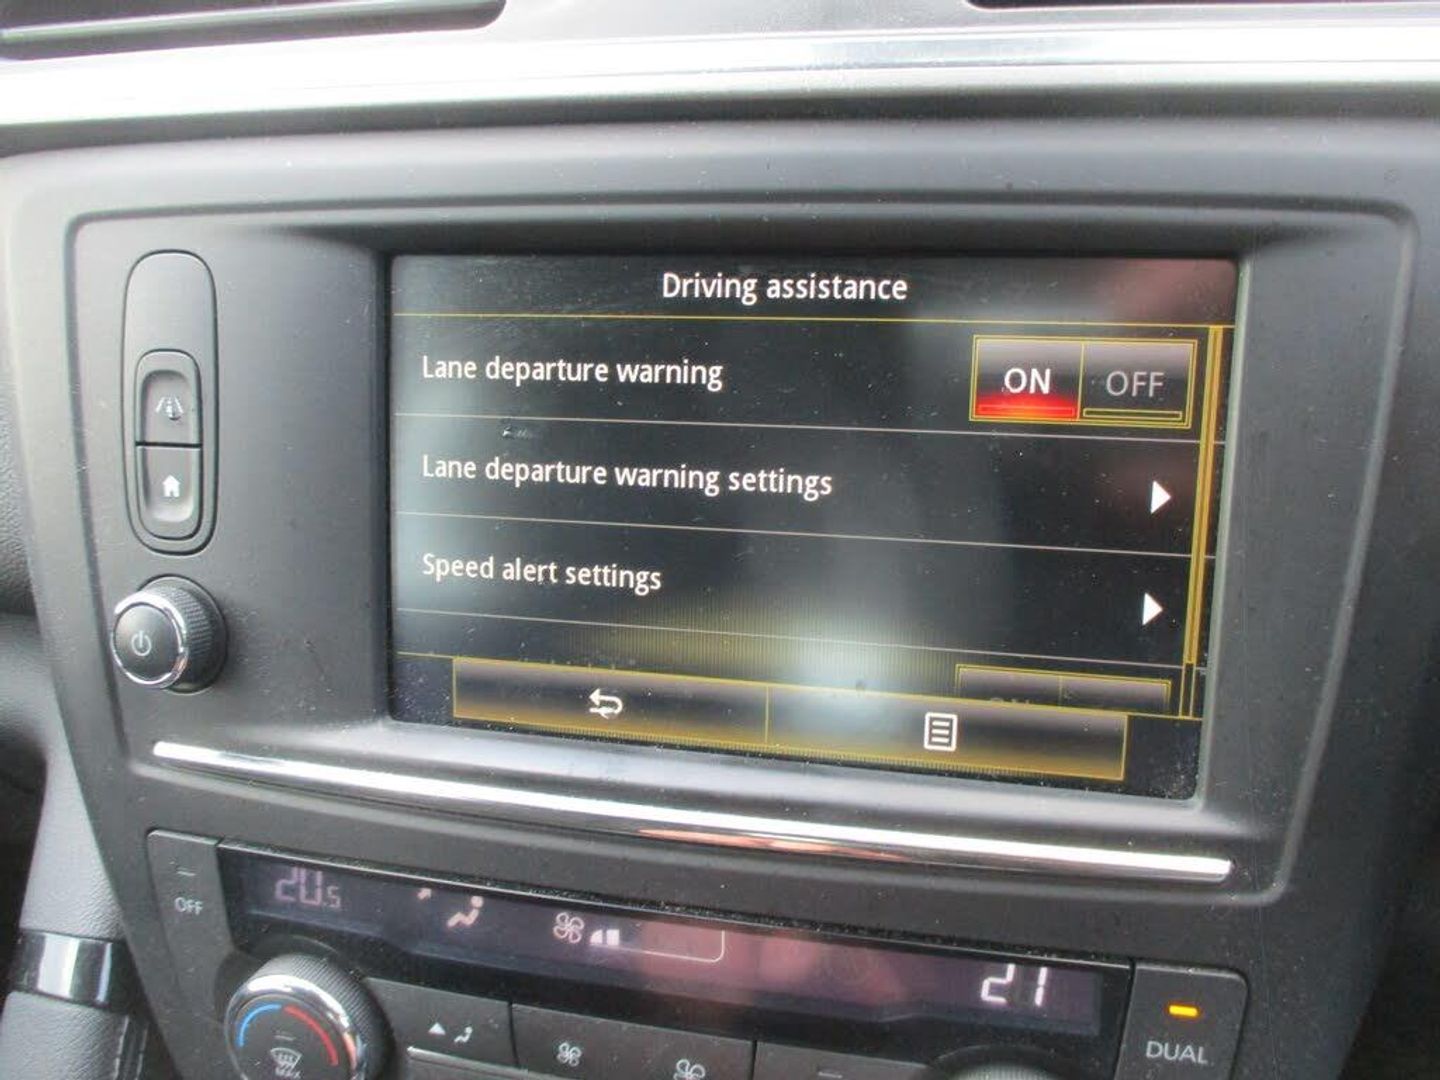 Driving assistance
Lane departure warning
ON OFF
Lane departure warning settings
Speed alert settings
OFF
20.5
21
DUAL
MAX